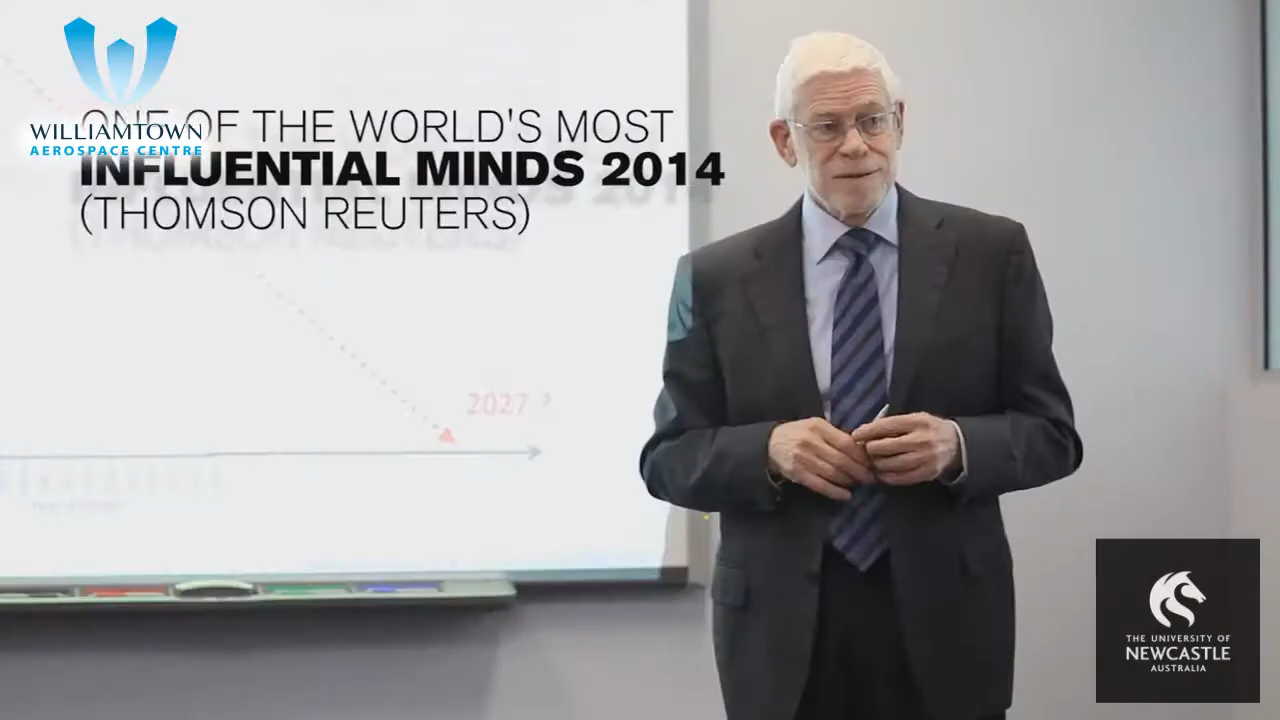 WILLIAMTOWN
AEROSPACE CENTRE
ONE OF THE WORLD'S MOST
INFLUENTIAL MINDS 2014
(THOMSON REUTERS)
2027 ?
THE UNIVERSITY OF
NEWCASTLE
AUSTRALIA